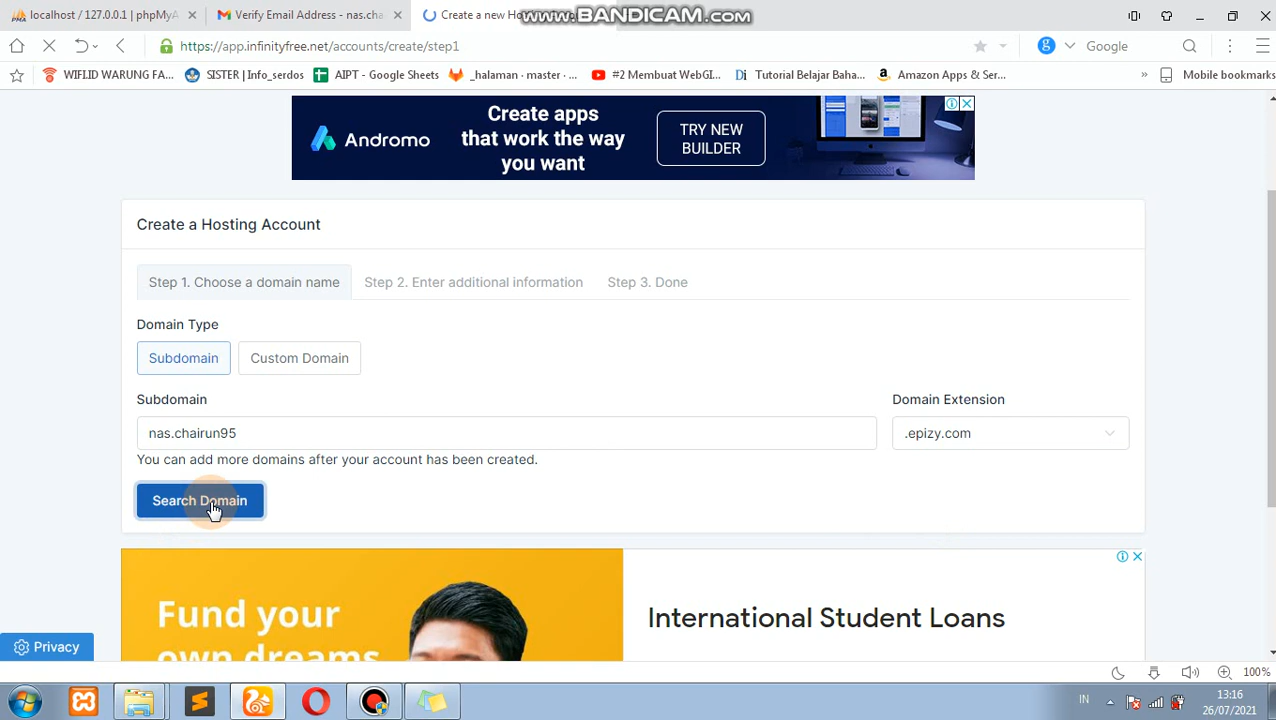 localhost / 127.0.0.1 | phpMyA
Verify Email Address - nas.cha
Create a new Ho
www.BANDICAM.com
https://app.infinityfree.net/accounts/create/step1
Google
WIFI.ID WARUNG FA...
SISTER | Info_serdos
AIPT - Google Sheets
_halaman · master · ...
#2 Membuat WebGI...
Tutorial Belajar Baha...
Amazon Apps & Ser...
Mobile bookmarks
Andromo
Create apps
that work the way
you want
TRY NEW
BUILDER
Create a Hosting Account
Step 1. Choose a domain name
Step 2. Enter additional information
Step 3. Done
Domain Type
Subdomain
Custom Domain
Subdomain
Domain Extension
nas.chairun95
.epizy.com
You can add more domains after your account has been created.
Search Domain
Fund your
own dreams
International Student Loans
Privacy
100%
IN
13:16
26/07/2021